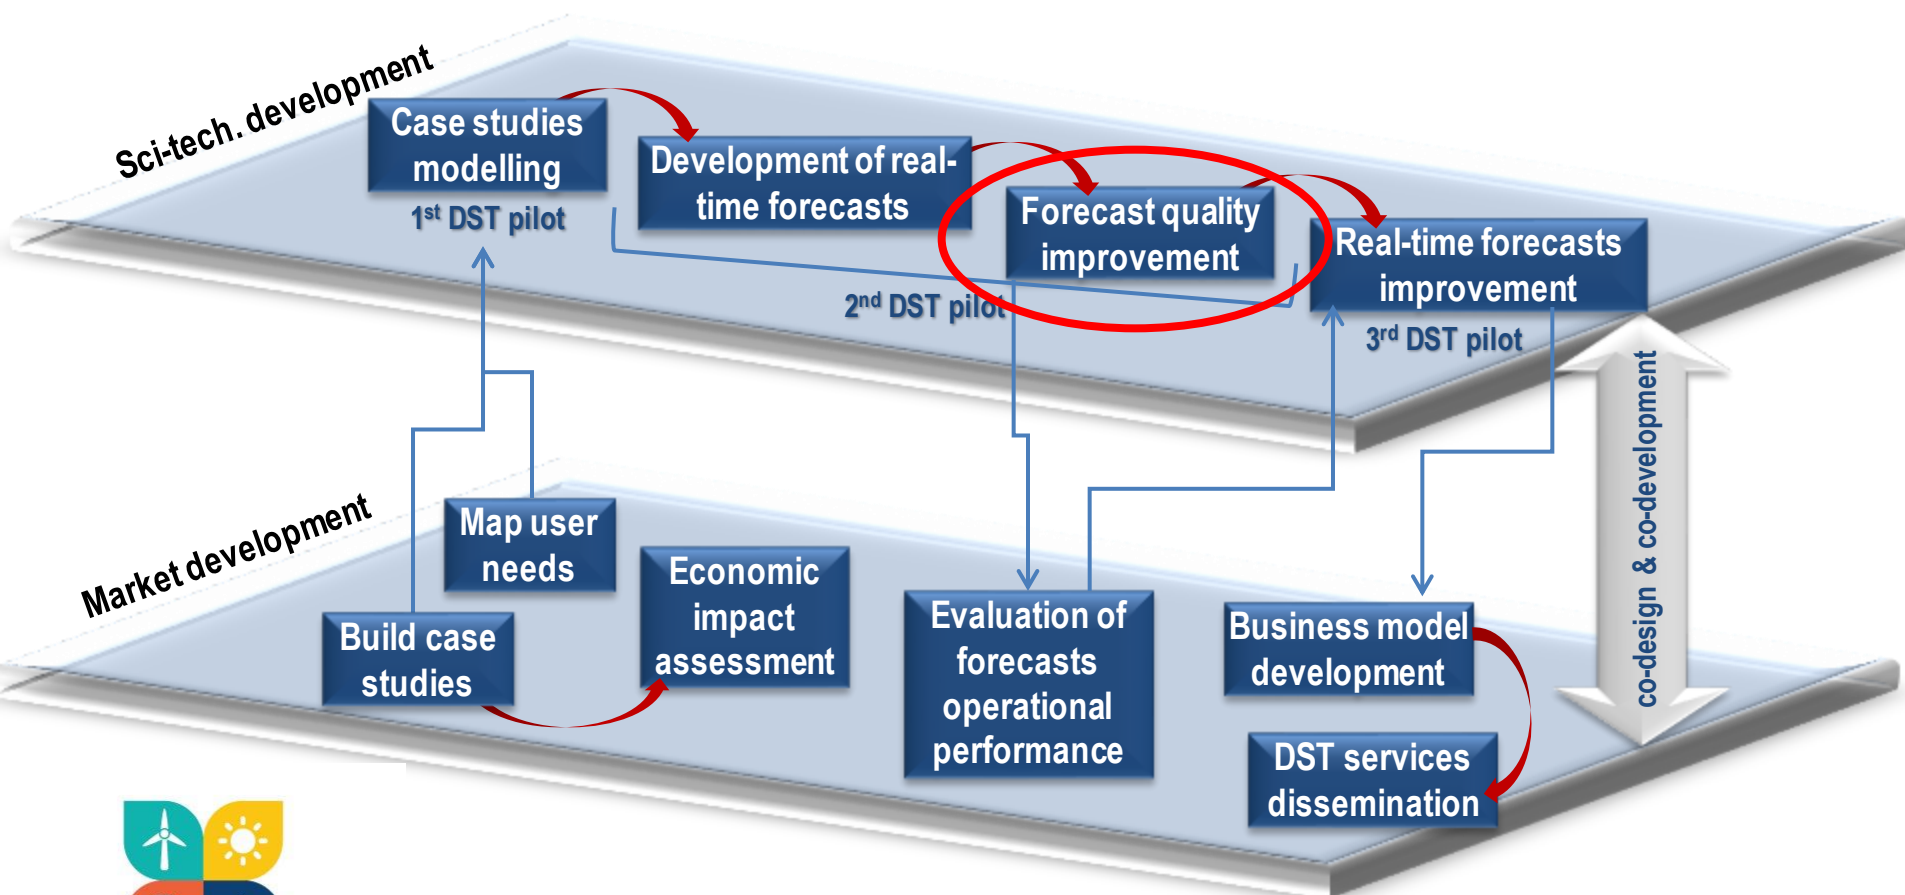 Sci-tech. development
Case studies
modelling
1st DST pilot
Development of real-
time forecasts
Forecast quality
improvement
2nd DST pilot
Real-time forecasts
improvement
3rd DST pilot
co-design & co-development
Market development
Map user
needs
Build case
studies
Economic
impact
assessment
Evaluation of
forecasts
operational
performance
Business model
development
DST services
dissemination